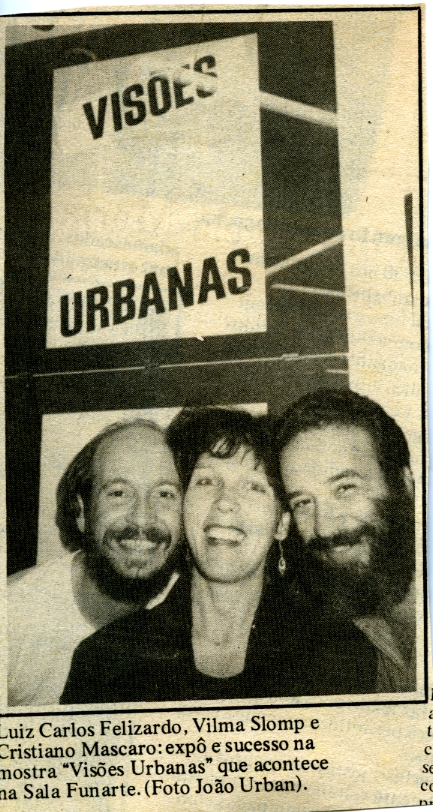 VISÕES
URBANAS
Luiz Carlos Felizardo, Vilma Slomp e
Cristiano Mascaro: expô e sucesso na
mostra “Visões Urbanas” que acontece
na Sala Funarte. (Foto João Urban).